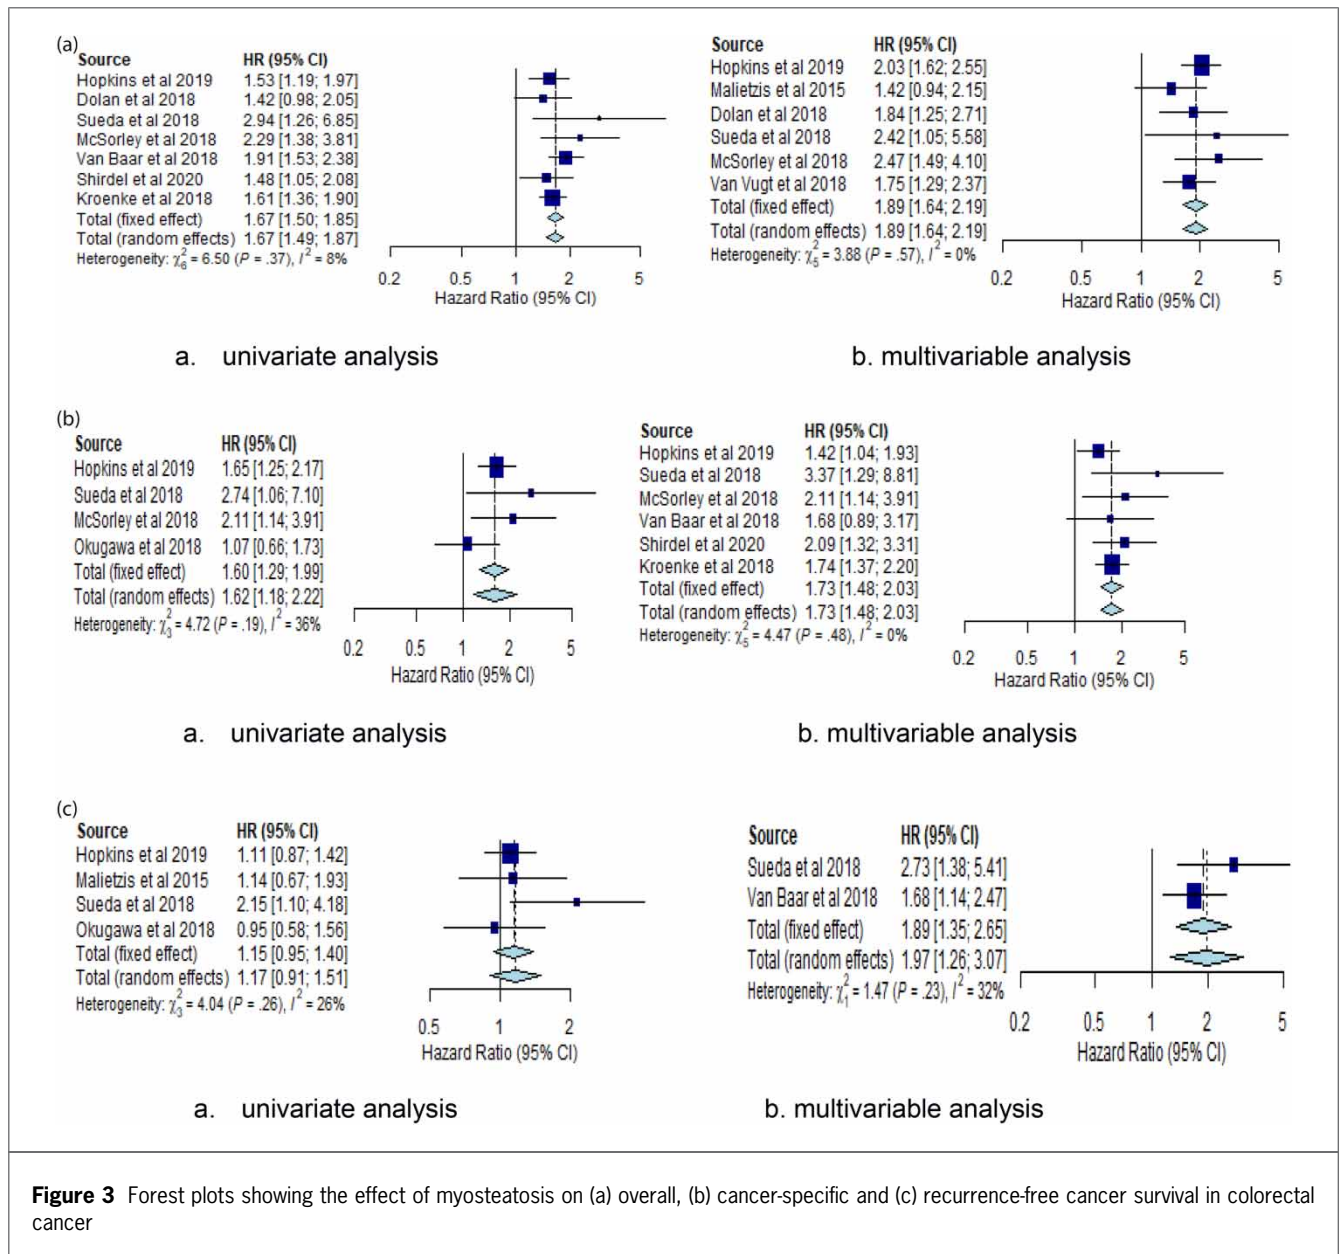 (a)
Source HR (95% CI)
Hopkins et al 2019 1.53 [1.19; 1.97]
Dolan et al 2018 1.42 [0.98; 2.05]
Sueda et al 2018 2.94 [1.26; 6.85]
McSorley et al 2018 2.29 [1.38; 3.81]
Van Baar et al 2018 1.91 [1.53; 2.38]
Shirdel et al 2020 1.48 [1.05; 2.08]
Kroenke et al 2018 1.61 [1.36; 1.90]
Total (fixed effect) 1.67 [1.50; 1.85]
Total (random effects) 1.67 [1.49; 1.87]
Heterogeneity: χ²₆ = 6.50 (P = .37), I² = 8%
0.2 0.5 1 2 5
Hazard Ratio (95% CI)
a. univariate analysis
Source HR (95% CI)
Hopkins et al 2019 2.03 [1.62; 2.55]
Malietzis et al 2015 1.42 [0.94; 2.15]
Dolan et al 2018 1.84 [1.25; 2.71]
Sueda et al 2018 2.42 [1.05; 5.58]
McSorley et al 2018 2.47 [1.49; 4.10]
Van Vugt et al 2018 1.75 [1.29; 2.37]
Total (fixed effect) 1.89 [1.64; 2.19]
Total (random effects) 1.89 [1.64; 2.19]
Heterogeneity: χ²₅ = 3.88 (P = .57), I² = 0%
0.2 0.5 1 2 5
Hazard Ratio (95% CI)
b. multivariable analysis
(b)
Source HR (95% CI)
Hopkins et al 2019 1.65 [1.25; 2.17]
Sueda et al 2018 2.74 [1.06; 7.10]
McSorley et al 2018 2.11 [1.14; 3.91]
Okugawa et al 2018 1.07 [0.66; 1.73]
Total (fixed effect) 1.60 [1.29; 1.99]
Total (random effects) 1.62 [1.18; 2.22]
Heterogeneity: χ²₃ = 4.72 (P = .19), I² = 36%
0.2 0.5 1 2 5
Hazard Ratio (95% CI)
a. univariate analysis
Source HR (95% CI)
Hopkins et al 2019 1.42 [1.04; 1.93]
Sueda et al 2018 3.37 [1.29; 8.81]
McSorley et al 2018 2.11 [1.14; 3.91]
Van Baar et al 2018 1.68 [0.89; 3.17]
Shirdel et al 2020 2.09 [1.32; 3.31]
Kroenke et al 2018 1.74 [1.37; 2.20]
Total (fixed effect) 1.73 [1.48; 2.03]
Total (random effects) 1.73 [1.48; 2.03]
Heterogeneity: χ²₅ = 4.47 (P = .48), I² = 0%
0.2 0.5 1 2 5
Hazard Ratio (95% CI)
b. multivariable analysis
(c)
Source HR (95% CI)
Hopkins et al 2019 1.11 [0.87; 1.42]
Malietzis et al 2015 1.14 [0.67; 1.93]
Sueda et al 2018 2.15 [1.10; 4.18]
Okugawa et al 2018 0.95 [0.58; 1.56]
Total (fixed effect) 1.15 [0.95; 1.40]
Total (random effects) 1.17 [0.91; 1.51]
Heterogeneity: χ²₃ = 4.04 (P = .26), I² = 26%
0.5 1 2
Hazard Ratio (95% CI)
a. univariate analysis
Source HR (95% CI)
Sueda et al 2018 2.73 [1.38; 5.41]
Van Baar et al 2018 1.68 [1.14; 2.47]
Total (fixed effect) 1.89 [1.35; 2.65]
Total (random effects) 1.97 [1.26; 3.07]
Heterogeneity: χ²₁ = 1.47 (P = .23), I² = 32%
0.2 0.5 1 2 5
Hazard Ratio (95% CI)
b. multivariable analysis
Figure 3 Forest plots showing the effect of myosteatosis on (a) overall, (b) cancer-specific and (c) recurrence-free cancer survival in colorectal
cancer